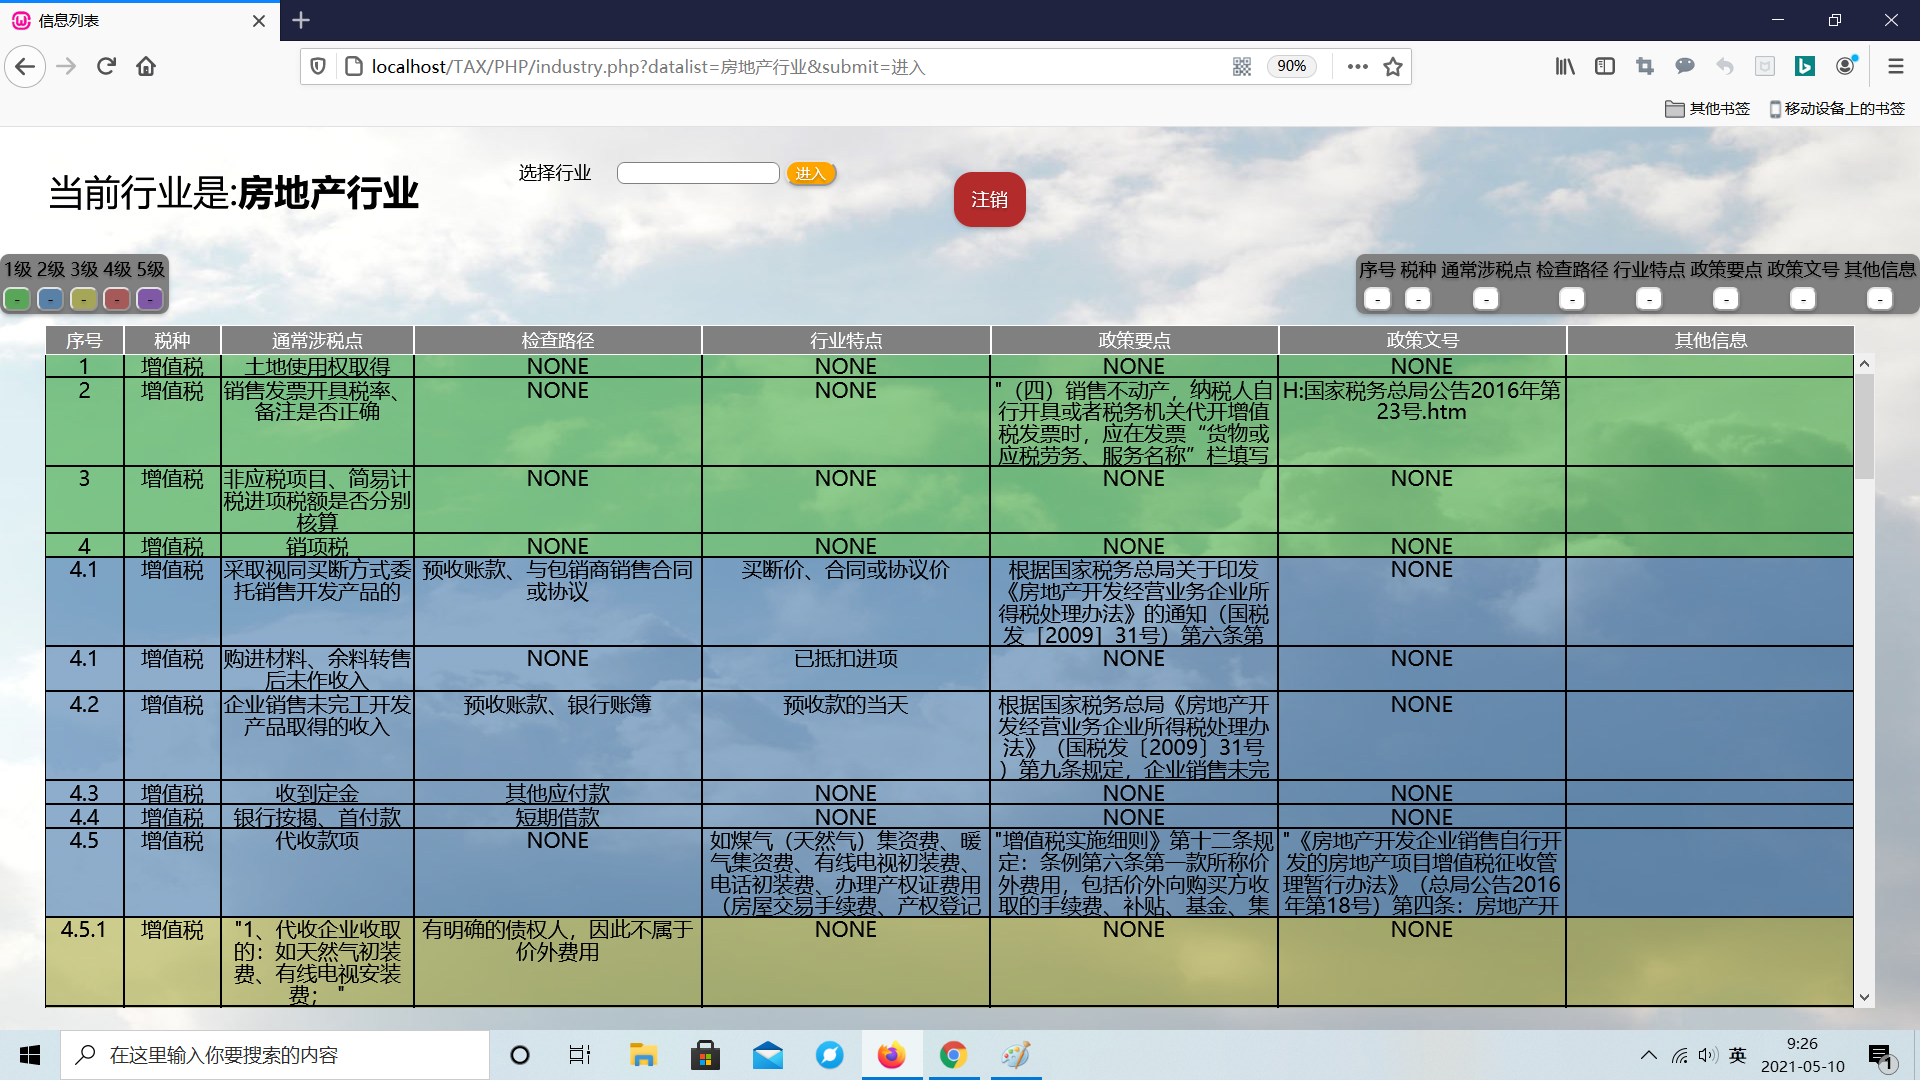 信息列表
localhost/TAX/PHP/industry.php?datalist=房地产行业&submit=进入
90%
其他书签
移动设备上的书签
当前行业是:房地产行业
选择行业
进入
注销
1级 2级 3级 4级 5级
- - - - -
序号 税种 通常涉税点 检查路径 行业特点 政策要点 政策文号 其他信息
- - - - - - - -
序号 税种 通常涉税点 检查路径 行业特点 政策要点 政策文号 其他信息
1 增值税 土地使用权取得 NONE NONE NONE NONE
2 增值税 销售发票开具税率、 NONE NONE "（四）销售不动产，纳税人自 H:国家税务总局公告2016年第
备注是否正确 行开具或者税务机关代开增值 23号.htm
税发票时，应在发票“货物或
应税劳务、服务名称”栏填写
3 增值税 非应税项目、简易计 NONE NONE NONE NONE
税进项税额是否分别
核算
4 增值税 销项税 NONE NONE NONE NONE
4.1 增值税 采取视同买断方式委 预收账款、与包销商销售合同 买断价、合同或协议价 根据国家税务总局关于印发 NONE
托销售开发产品的 或协议 《房地产开发经营业务企业所
得税处理办法》的通知（国税
发［2009］31号）第六条第
4.1 增值税 购进材料、余料转售 NONE 已抵扣进项 NONE NONE
后未作收入
4.2 增值税 企业销售未完工开发 预收账款、银行账簿 预收款的当天 根据国家税务总局《房地产开 NONE
产品取得的收入 发经营业务企业所得税处理办
法》（国税发〔2009〕31号
）第九条规定，企业销售未完
4.3 增值税 收到定金 其他应付款 NONE NONE NONE
4.4 增值税 银行按揭、首付款 短期借款 NONE NONE NONE
4.5 增值税 代收款项 NONE 如煤气（天然气）集资费、暖 "增值税实施细则》第十二条规 "《房地产开发企业销售自行开
气集资费、有线电视初装费、 定：条例第六条第一款所称价 发的房地产项目增值税征收管
电话初装费、办理产权证费用 外费用，包括价外向购买方收 理暂行办法》（总局公告2016
（房屋交易手续费、产权登记 取的手续费、补贴、基金、集 年第18号）第四条：房地产开
4.5.1 增值税 "1、代收企业收取 有明确的债权人，因此不属于 NONE NONE NONE
的：如天然气初装 价外费用
费、有线电视安装
费； "
在这里输入你要搜索的内容
英
9:26
2021-05-10
1